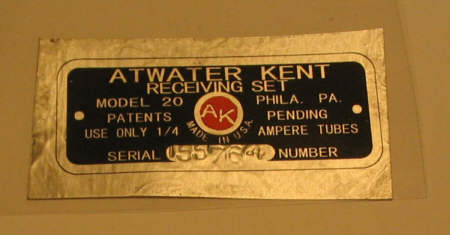 ATWATER KENT
RECEIVING SET
MODEL 20 PHILA. PA.
AK
PATENTS PENDING
MADE IN U.S.A.
USE ONLY 1/4 AMPERE TUBES
SERIAL NUMBER